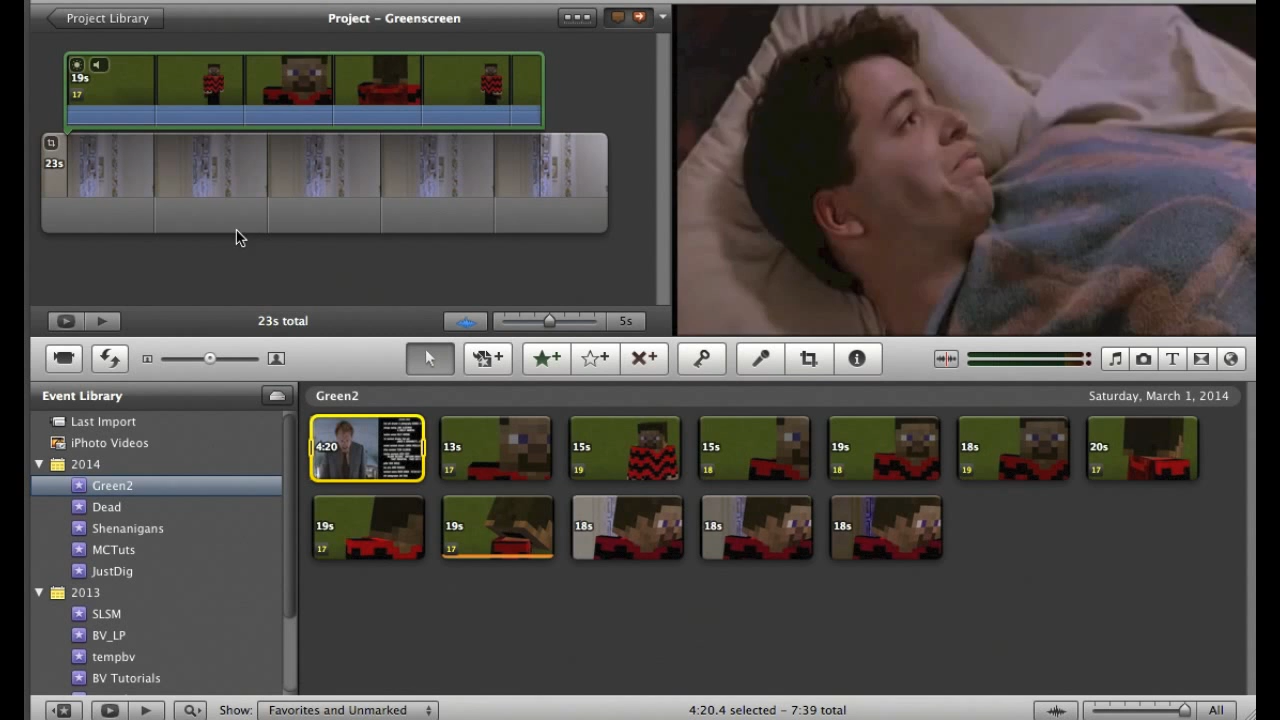 Project Library
Project – Greenscreen
19s
17
23s
23s total
5s
Event Library
Green2
Saturday, March 1, 2014
Last Import
iPhoto Videos
2014
Green2
Dead
Shenanigans
MCTuts
JustDig
2013
SLSM
BV_LP
tempbv
BV Tutorials
4:20
13s
17
15s
19
15s
18
19s
18
18s
19
20s
17
19s
17
19s
17
18s
18s
18s
Show:
Favorites and Unmarked
4:20.4 selected – 7:39 total
All